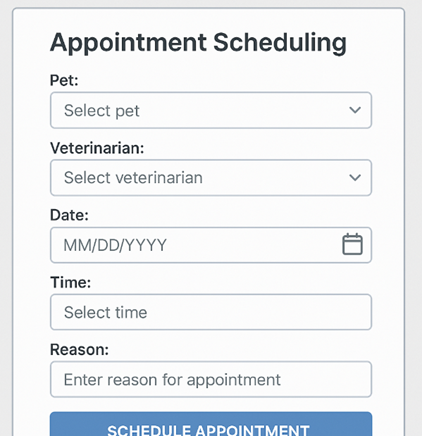 Appointment Scheduling
Pet:
Select pet
Veterinarian:
Select veterinarian
Date:
MM/DD/YYYY
Time:
Select time
Reason:
Enter reason for appointment
SCHEDULE APPOINTMENT